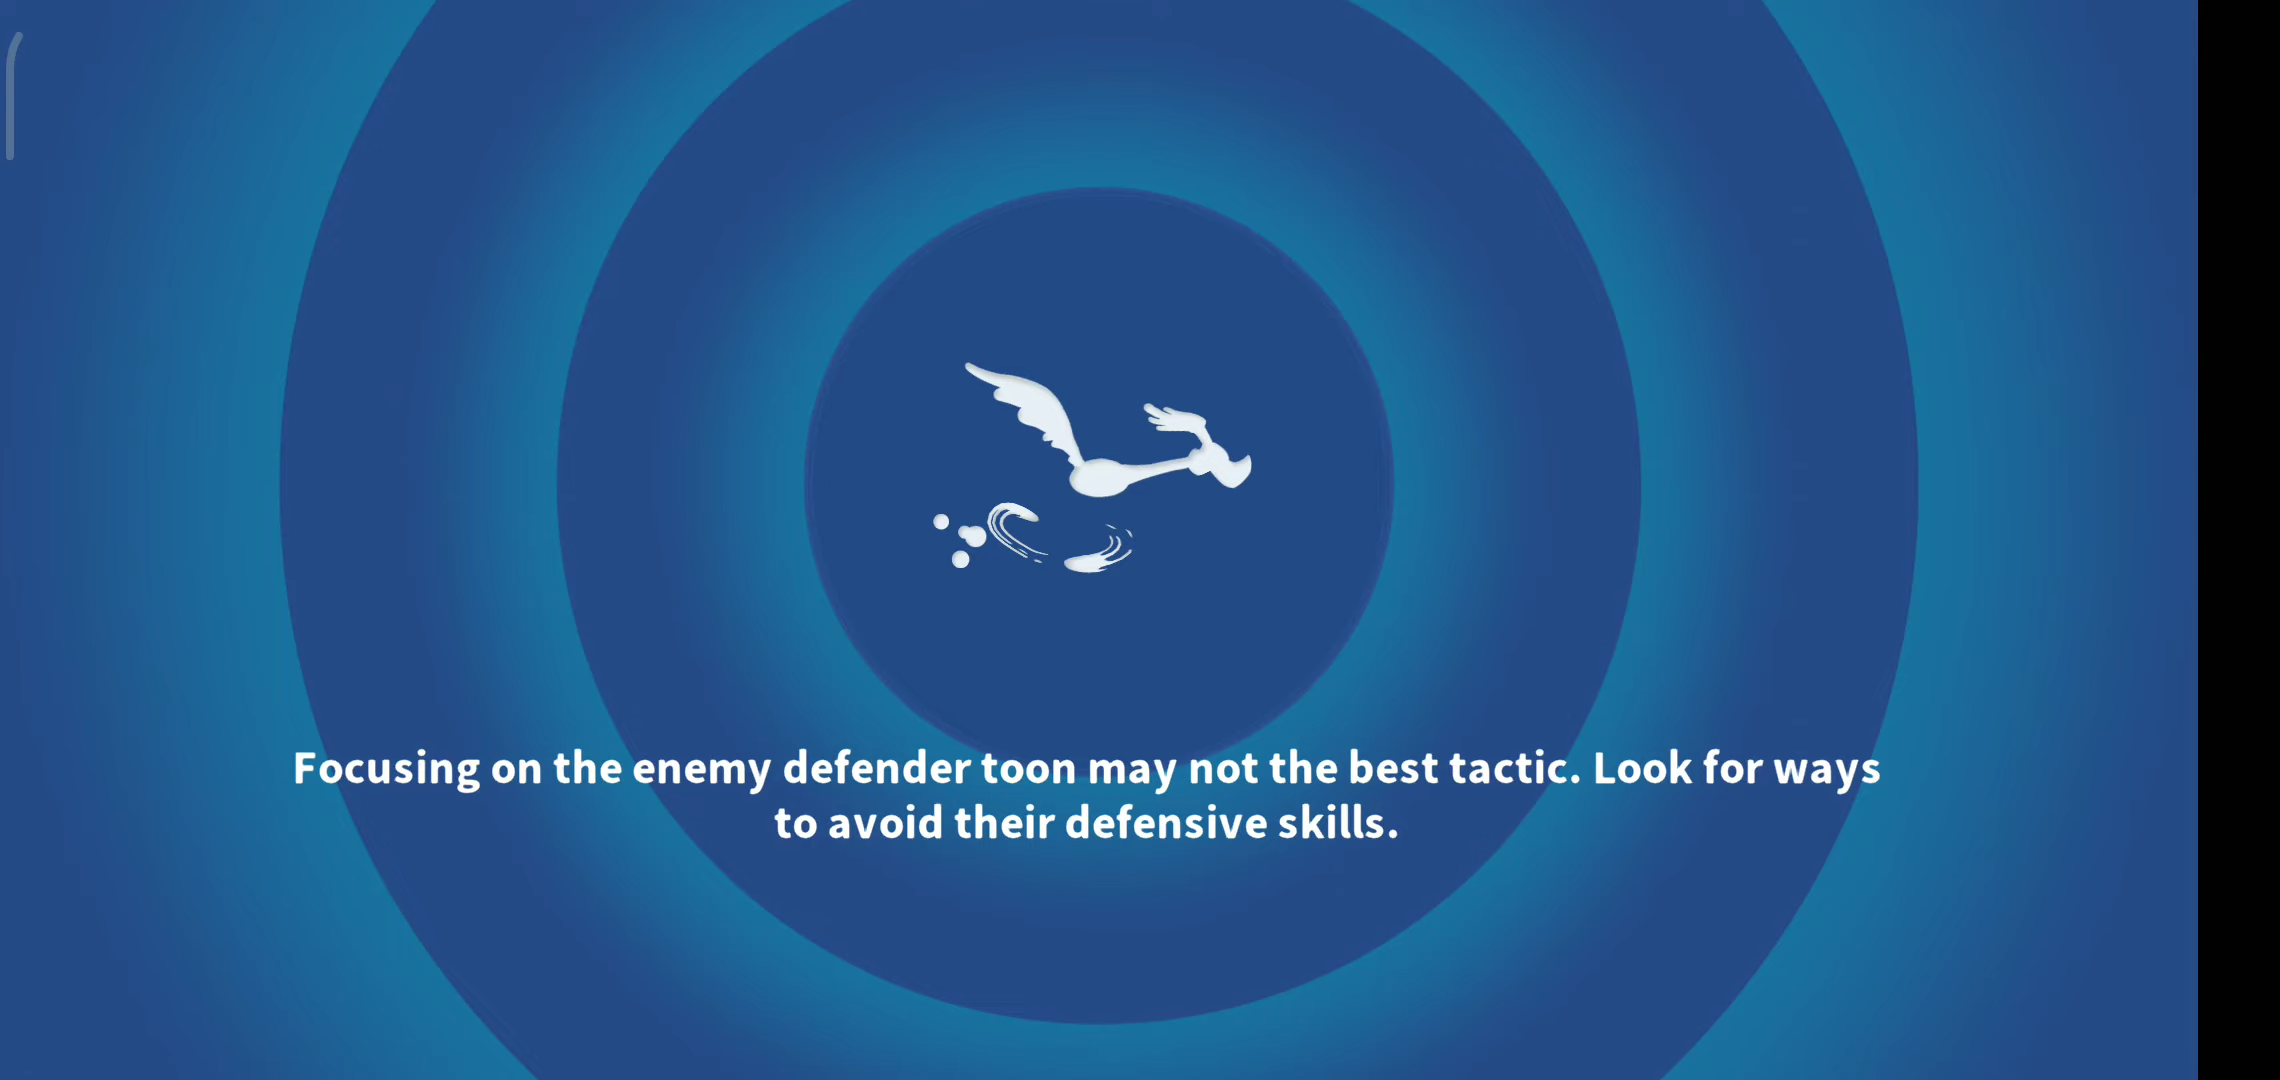 Focusing on the enemy defender toon may not the best tactic. Look for ways
to avoid their defensive skills.